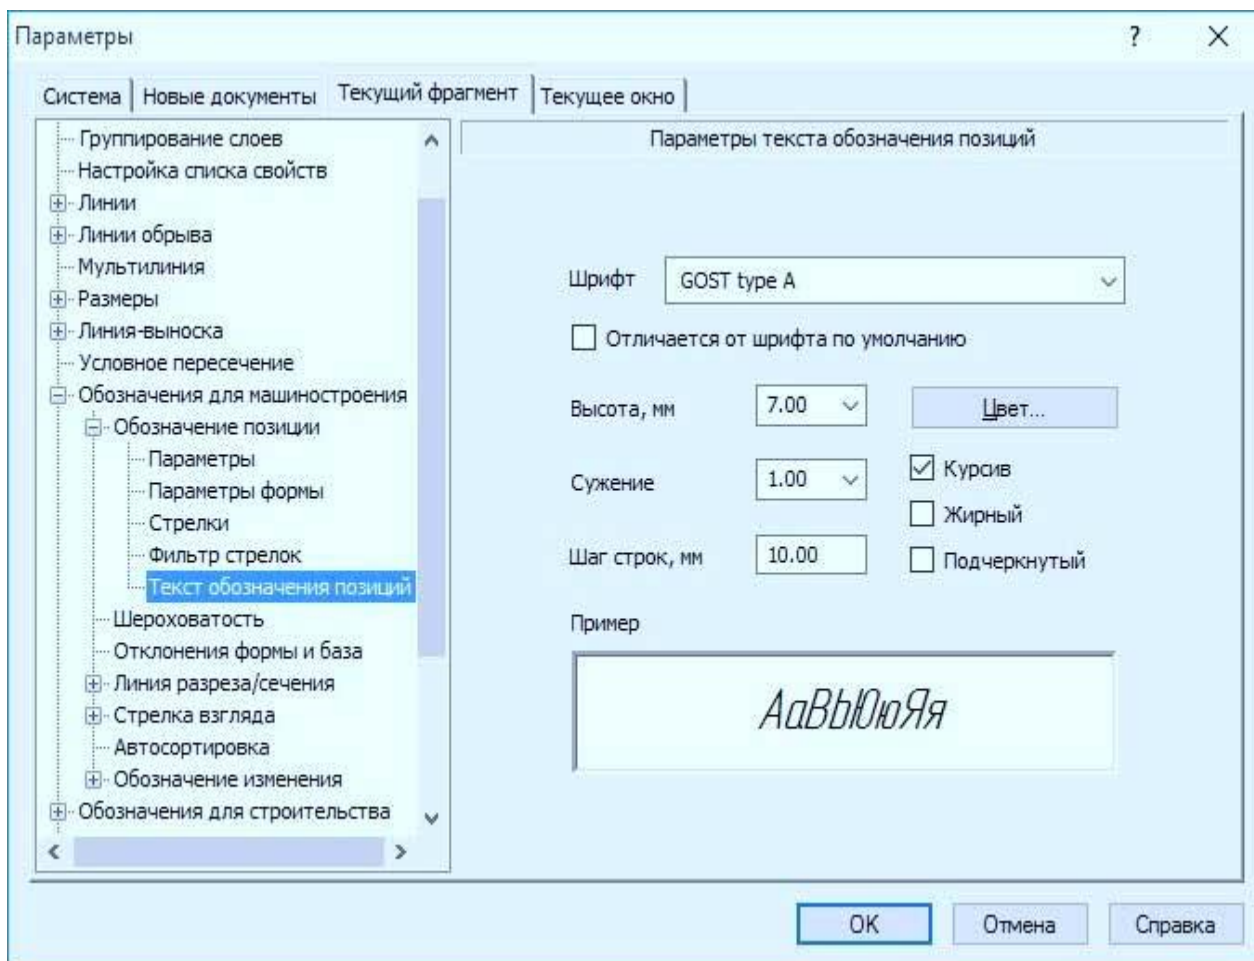 Параметры ? ×
Система Новые документы Текущий фрагмент Текущее окно
Группирование слоев
Настройка списка свойств
Линии
Линии обрыва
Мультилиния
Размеры
Линия-выноска
Условное пересечение
Обозначения для машиностроения
Обозначение позиции
Параметры
Параметры формы
Стрелки
Фильтр стрелок
Текст обозначения позиций
Шероховатость
Отклонения формы и база
Линия разреза/сечения
Стрелка взгляда
Автосортировка
Обозначение изменения
Обозначения для строительства
Параметры текста обозначения позиций
Шрифт GOST type A
Отличается от шрифта по умолчанию
Высота, мм 7.00 Цвет...
Сужение 1.00 Курсив
Жирный
Шаг строк, мм 10.00 Подчеркнутый
Пример
АаВЬЮюЯя
OK Отмена Справка